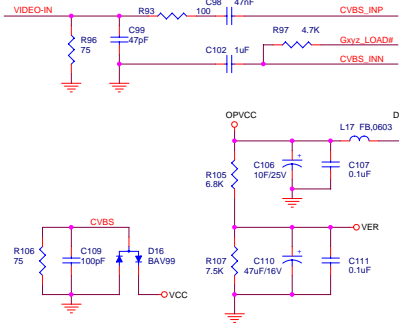 C98 47nF
VIDEO-IN R93 100 CVBS_INP
R96
75
C99
47pF
R97 4.7K
Gxyz_LOAD#
C102 1uF
CVBS_INN
OPVCC
D
L17 FB,0603
R105
6.8K
C106
10F/25V
C107
0.1uF
CVBS
VER
R106
75
C109
100pF
D16
BAV99
R107
7.5K
C110
47uF/16V
C111
0.1uF
VCC